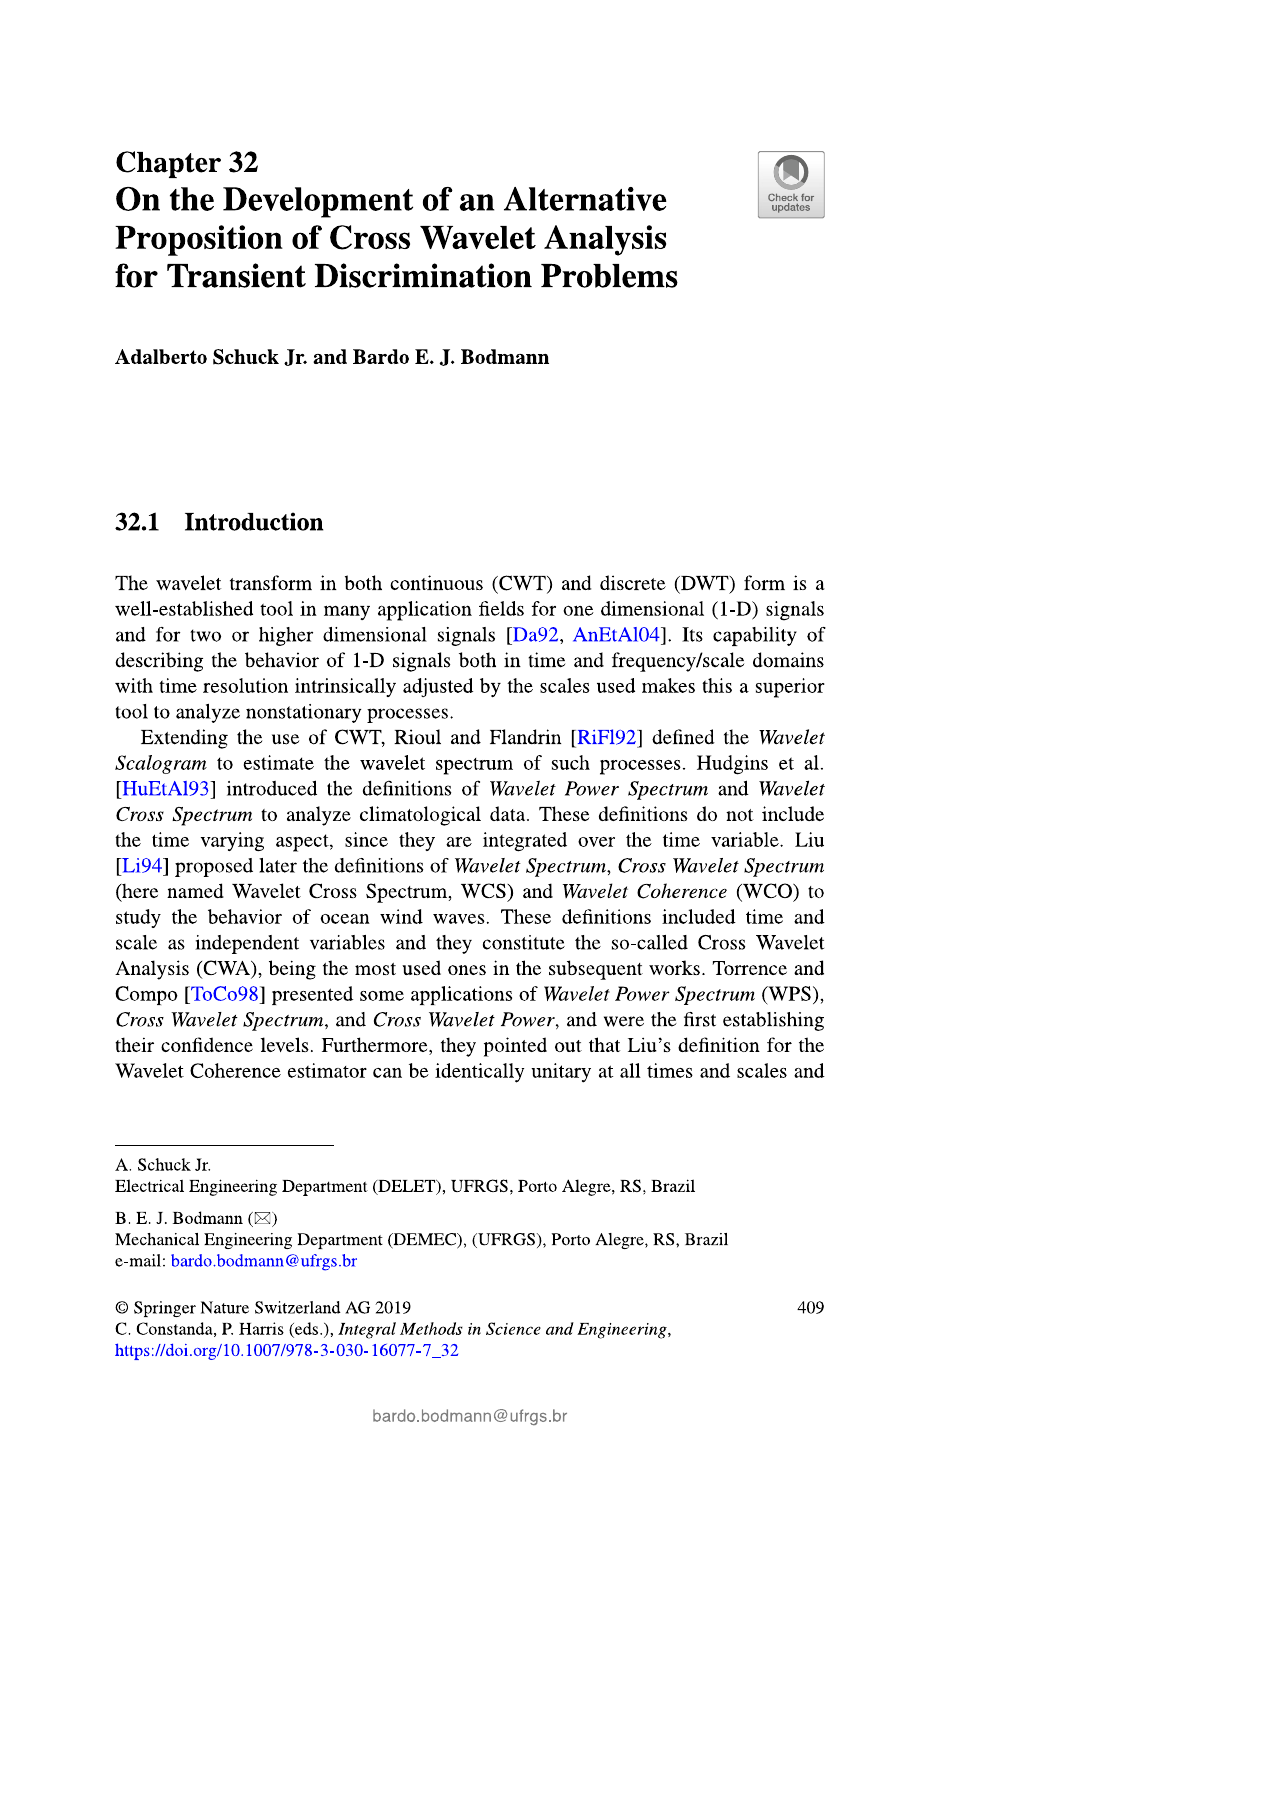 Chapter 32
On the Development of an Alternative
Proposition of Cross Wavelet Analysis
for Transient Discrimination Problems
Check for
updates
Adalberto Schuck Jr. and Bardo E. J. Bodmann
32.1 Introduction
The wavelet transform in both continuous (CWT) and discrete (DWT) form is a
well-established tool in many application fields for one dimensional (1-D) signals
and for two or higher dimensional signals [Da92, AnEtAl04]. Its capability of
describing the behavior of 1-D signals both in time and frequency/scale domains
with time resolution intrinsically adjusted by the scales used makes this a superior
tool to analyze nonstationary processes.
Extending the use of CWT, Rioul and Flandrin [RiFl92] defined the Wavelet
Scalogram to estimate the wavelet spectrum of such processes. Hudgins et al.
[HuEtAl93] introduced the definitions of Wavelet Power Spectrum and Wavelet
Cross Spectrum to analyze climatological data. These definitions do not include
the time varying aspect, since they are integrated over the time variable. Liu
[Li94] proposed later the definitions of Wavelet Spectrum, Cross Wavelet Spectrum
(here named Wavelet Cross Spectrum, WCS) and Wavelet Coherence (WCO) to
study the behavior of ocean wind waves. These definitions included time and
scale as independent variables and they constitute the so-called Cross Wavelet
Analysis (CWA), being the most used ones in the subsequent works. Torrence and
Compo [ToCo98] presented some applications of Wavelet Power Spectrum (WPS),
Cross Wavelet Spectrum, and Cross Wavelet Power, and were the first establishing
their confidence levels. Furthermore, they pointed out that Liu's definition for the
Wavelet Coherence estimator can be identically unitary at all times and scales and
A. Schuck Jr.
Electrical Engineering Department (DELET), UFRGS, Porto Alegre, RS, Brazil
B. E. J. Bodmann (✉)
Mechanical Engineering Department (DEMEC), (UFRGS), Porto Alegre, RS, Brazil
e-mail: bardo.bodmann@ufrgs.br
© Springer Nature Switzerland AG 2019 409
C. Constanda, P. Harris (eds.), Integral Methods in Science and Engineering,
https://doi.org/10.1007/978-3-030-16077-7_32
bardo.bodmann@ufrgs.br